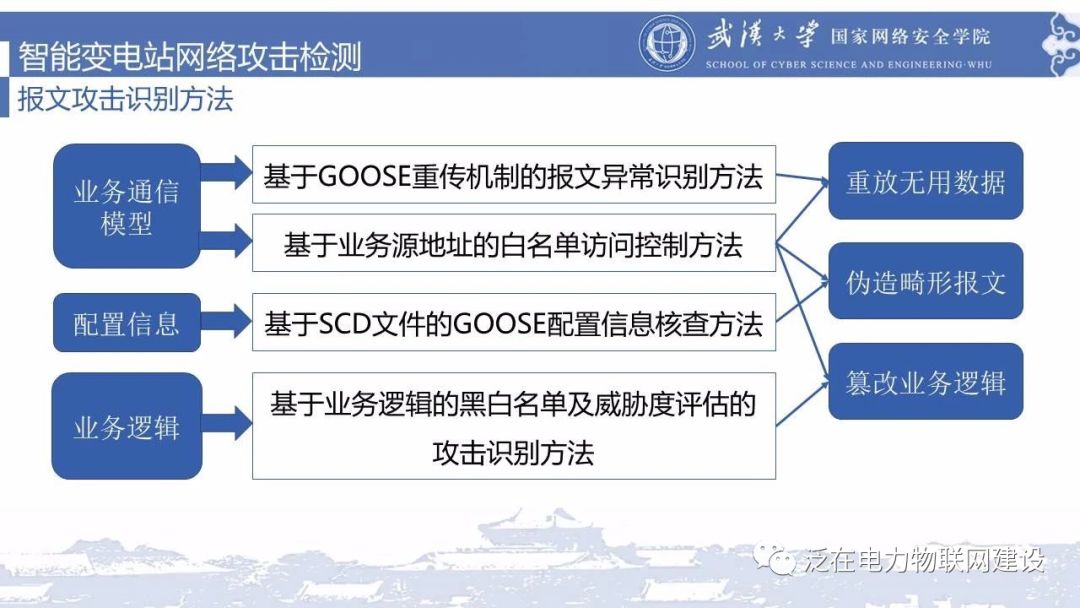 智能变电站网络攻击检测
武汉大学 国家网络安全学院
SCHOOL OF CYBER SCIENCE AND ENGINEERING·WHU
报文攻击识别方法
业务通信
模型
基于GOOSE重传机制的报文异常识别方法
基于业务源地址的白名单访问控制方法
配置信息
基于SCD文件的GOOSE配置信息核查方法
业务逻辑
基于业务逻辑的黑白名单及威胁度评估的
攻击识别方法
重放无用数据
伪造畸形报文
篡改业务逻辑
泛在电力物联网建设